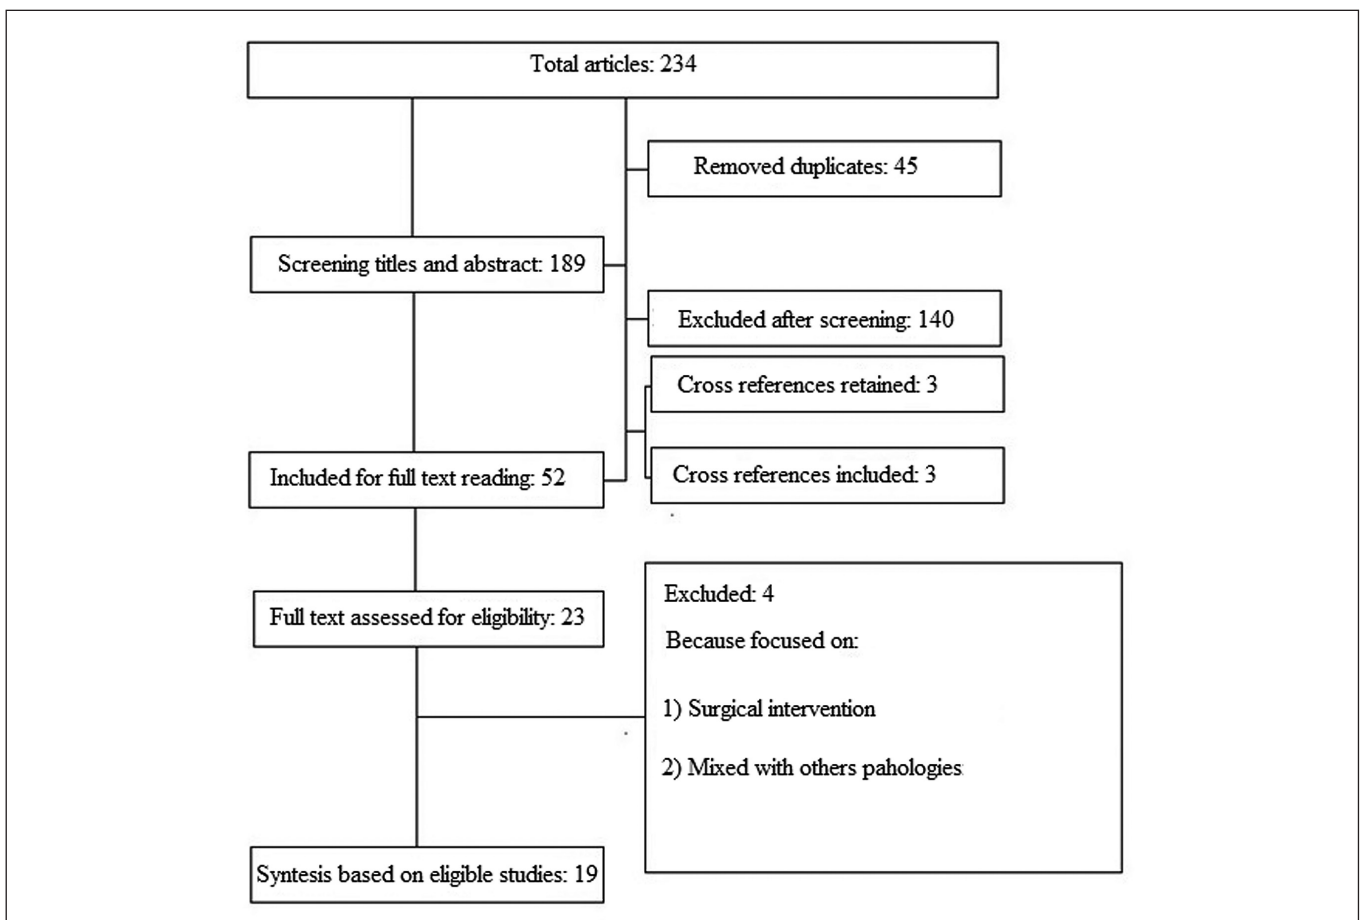 Total articles: 234
Removed duplicates: 45
Screening titles and abstract: 189
Excluded after screening: 140
Cross references retained: 3
Included for full text reading: 52
Cross references included: 3
Full text assessed for eligibility: 23
Excluded: 4
Because focused on:
1) Surgical intervention
2) Mixed with others pahologies
Syntesis based on eligible studies: 19